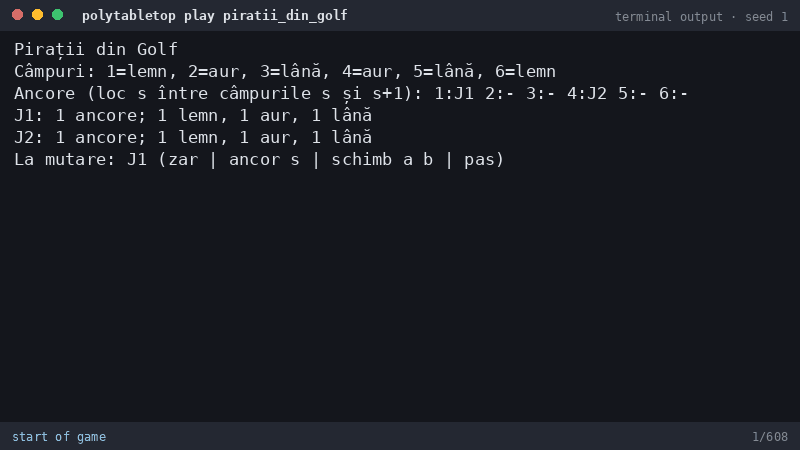 polytabletop play piratii_din_golf
terminal output · seed 1
Pirații din Golf
Câmpuri: 1=lemn, 2=aur, 3=lână, 4=aur, 5=lână, 6=lemn
Ancore (loc s între câmpurile s și s+1): 1:J1 2:- 3:- 4:J2 5:- 6:-
J1: 1 ancore; 1 lemn, 1 aur, 1 lână
J2: 1 ancore; 1 lemn, 1 aur, 1 lână
La mutare: J1 (zar | ancor s | schimb a b | pas)
start of game
1/608